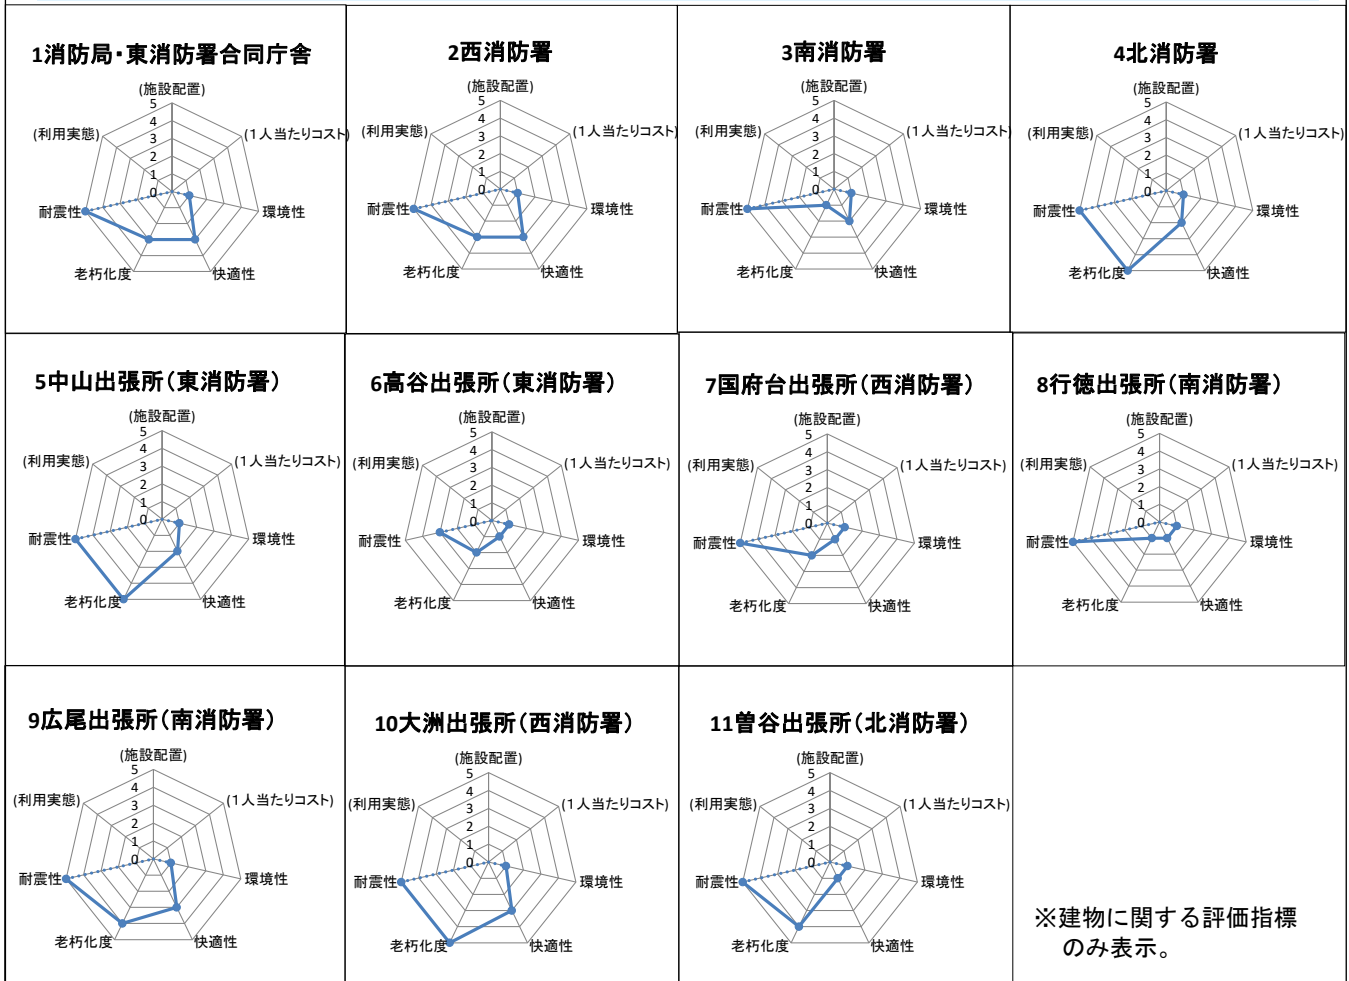 1消防局・東消防署合同庁舎
(施設配置)
5
4
3
2
1
0
(1人当たりコスト)
環境性
快適性
老朽化度
耐震性
(利用実態)
2西消防署
(施設配置)
5
4
3
2
1
0
(1人当たりコスト)
環境性
快適性
老朽化度
耐震性
(利用実態)
3南消防署
(施設配置)
5
4
3
2
1
0
(1人当たりコスト)
環境性
快適性
老朽化度
耐震性
(利用実態)
4北消防署
(施設配置)
5
4
3
2
1
0
(1人当たりコスト)
環境性
快適性
老朽化度
耐震性
(利用実態)
5中山出張所（東消防署）
(施設配置)
5
4
3
2
1
0
(1人当たりコスト)
環境性
快適性
老朽化度
耐震性
(利用実態)
6高谷出張所（東消防署）
(施設配置)
5
4
3
2
1
0
(1人当たりコスト)
環境性
快適性
老朽化度
耐震性
(利用実態)
7国府台出張所（西消防署）
(施設配置)
5
4
3
2
1
0
(1人当たりコスト)
環境性
快適性
老朽化度
耐震性
(利用実態)
8行徳出張所（南消防署）
(施設配置)
5
4
3
2
1
0
(1人当たりコスト)
環境性
快適性
老朽化度
耐震性
(利用実態)
9広尾出張所（南消防署）
(施設配置)
5
4
3
2
1
0
(1人当たりコスト)
環境性
快適性
老朽化度
耐震性
(利用実態)
10大洲出張所（西消防署）
(施設配置)
5
4
3
2
1
0
(1人当たりコスト)
環境性
快適性
老朽化度
耐震性
(利用実態)
11曽谷出張所（北消防署）
(施設配置)
5
4
3
2
1
0
(1人当たりコスト)
環境性
快適性
老朽化度
耐震性
(利用実態)
※建物に関する評価指標
のみ表示。